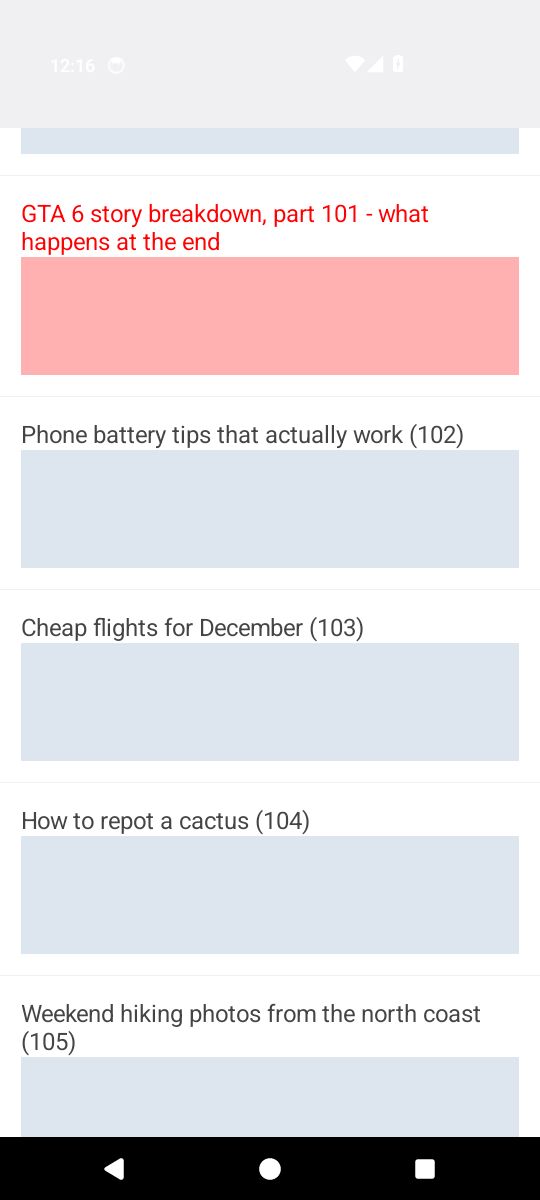 12:16
GTA 6 story breakdown, part 101 - what
happens at the end
Phone battery tips that actually work (102)
Cheap flights for December (103)
How to repot a cactus (104)
Weekend hiking photos from the north coast
(105)